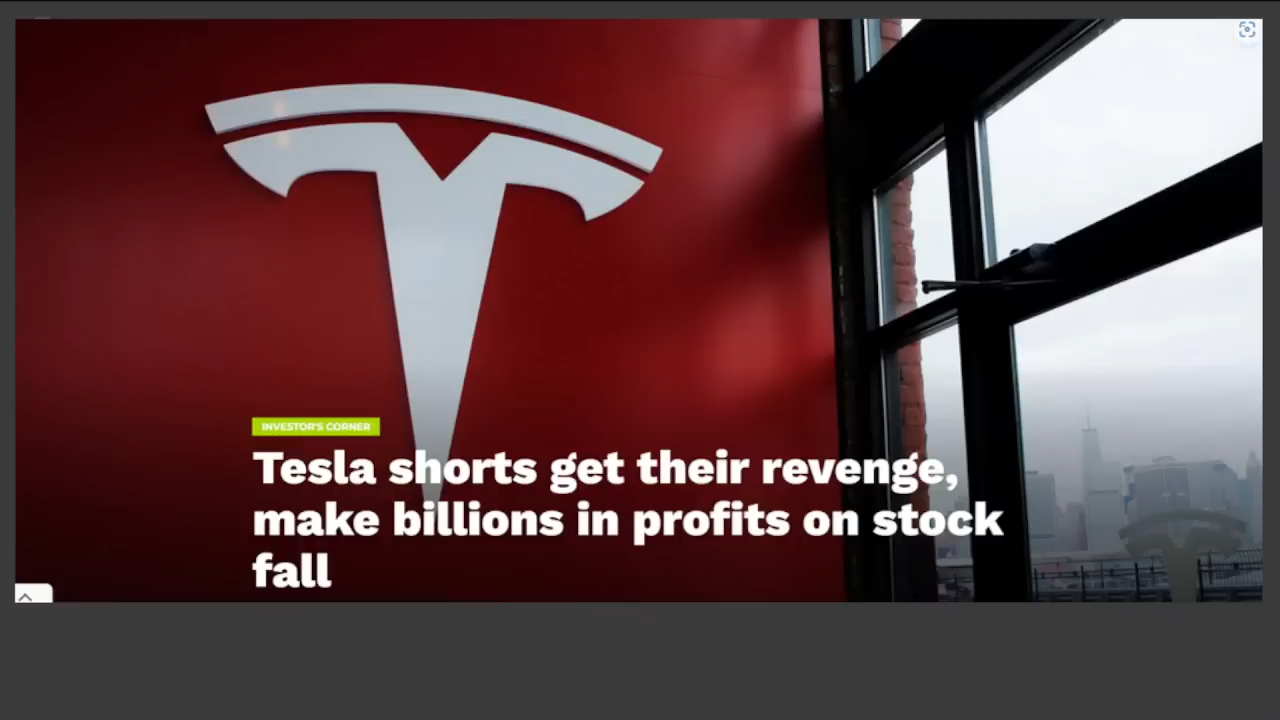 INVESTOR'S CORNER
Tesla shorts get their revenge,
make billions in profits on stock
fall